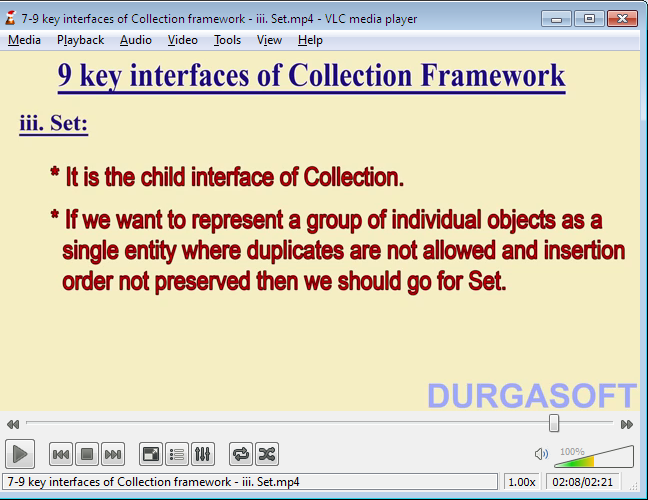 7-9 key interfaces of Collection framework - iii. Set.mp4 - VLC media player
Media Playback Audio Video Tools View Help
9 key interfaces of Collection Framework
iii. Set:
* It is the child interface of Collection.
* If we want to represent a group of individual objects as a
single entity where duplicates are not allowed and insertion
order not preserved then we should go for Set.
DURGASOFT
100%
7-9 key interfaces of Collection framework - iii. Set.mp4 1.00x 02:08/02:21